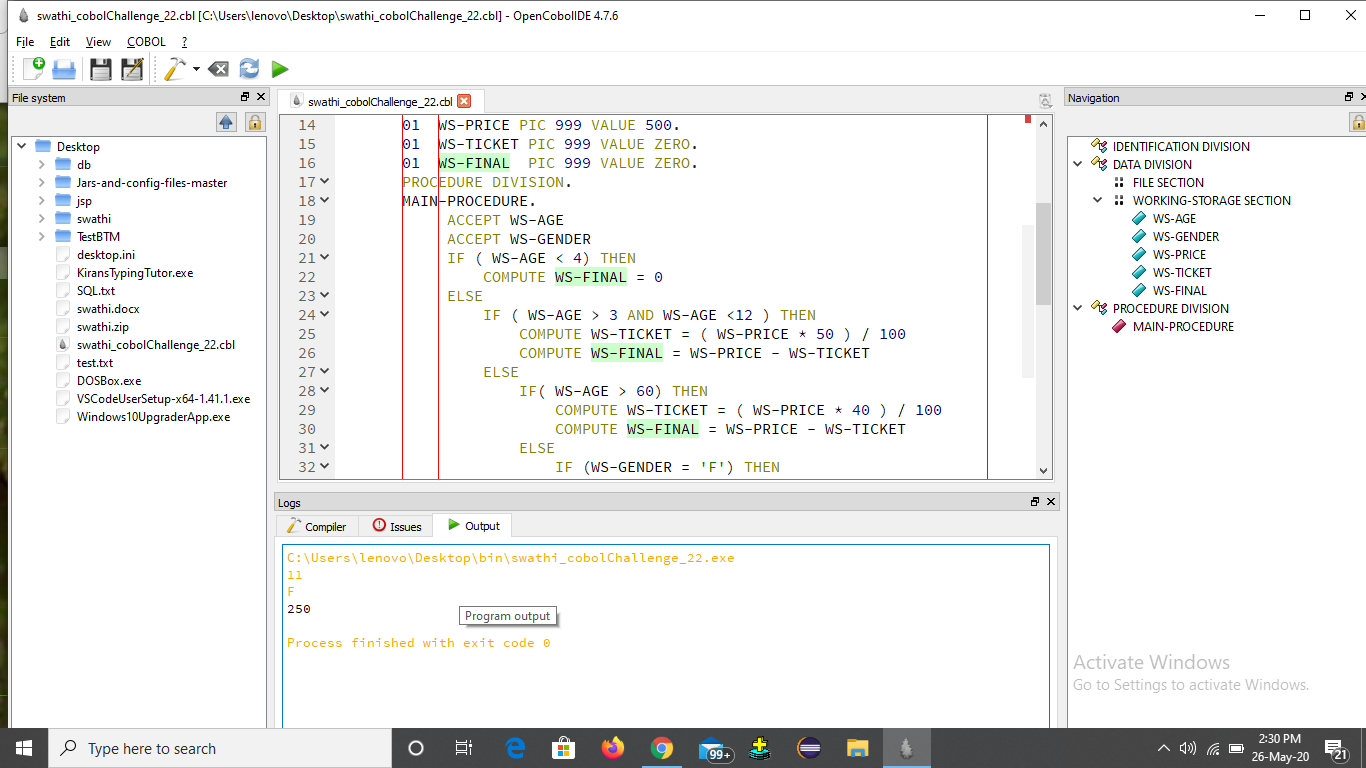 swathi_cobolChallenge_22.cbl [C:\Users\lenovo\Desktop\swathi_cobolChallenge_22.cbl] - OpenCobolIDE 4.7.6
File Edit View COBOL ?
File system
Desktop
db
Jars-and-config-files-master
jsp
swathi
TestBTM
desktop.ini
KiransTypingTutor.exe
SQL.txt
swathi.docx
swathi.zip
swathi_cobolChallenge_22.cbl
test.txt
DOSBox.exe
VSCodeUserSetup-x64-1.41.1.exe
Windows10UpgraderApp.exe
swathi_cobolChallenge_22.cbl
14 01 WS-PRICE PIC 999 VALUE 500.
15 01 WS-TICKET PIC 999 VALUE ZERO.
16 01 WS-FINAL PIC 999 VALUE ZERO.
17 PROCEDURE DIVISION.
18 MAIN-PROCEDURE.
19 ACCEPT WS-AGE
20 ACCEPT WS-GENDER
21 IF ( WS-AGE < 4) THEN
22 COMPUTE WS-FINAL = 0
23 ELSE
24 IF ( WS-AGE > 3 AND WS-AGE <12 ) THEN
25 COMPUTE WS-TICKET = ( WS-PRICE * 50 ) / 100
26 COMPUTE WS-FINAL = WS-PRICE - WS-TICKET
27 ELSE
28 IF( WS-AGE > 60) THEN
29 COMPUTE WS-TICKET = ( WS-PRICE * 40 ) / 100
30 COMPUTE WS-FINAL = WS-PRICE - WS-TICKET
31 ELSE
32 IF (WS-GENDER = 'F') THEN
Logs
Compiler Issues Output
C:\Users\lenovo\Desktop\bin\swathi_cobolChallenge_22.exe
11
F
250
Program output
Process finished with exit code 0
Navigation
IDENTIFICATION DIVISION
DATA DIVISION
FILE SECTION
WORKING-STORAGE SECTION
WS-AGE
WS-GENDER
WS-PRICE
WS-TICKET
WS-FINAL
PROCEDURE DIVISION
MAIN-PROCEDURE
Activate Windows
Go to Settings to activate Windows.
Type here to search
99+
2:30 PM
26-May-20
21